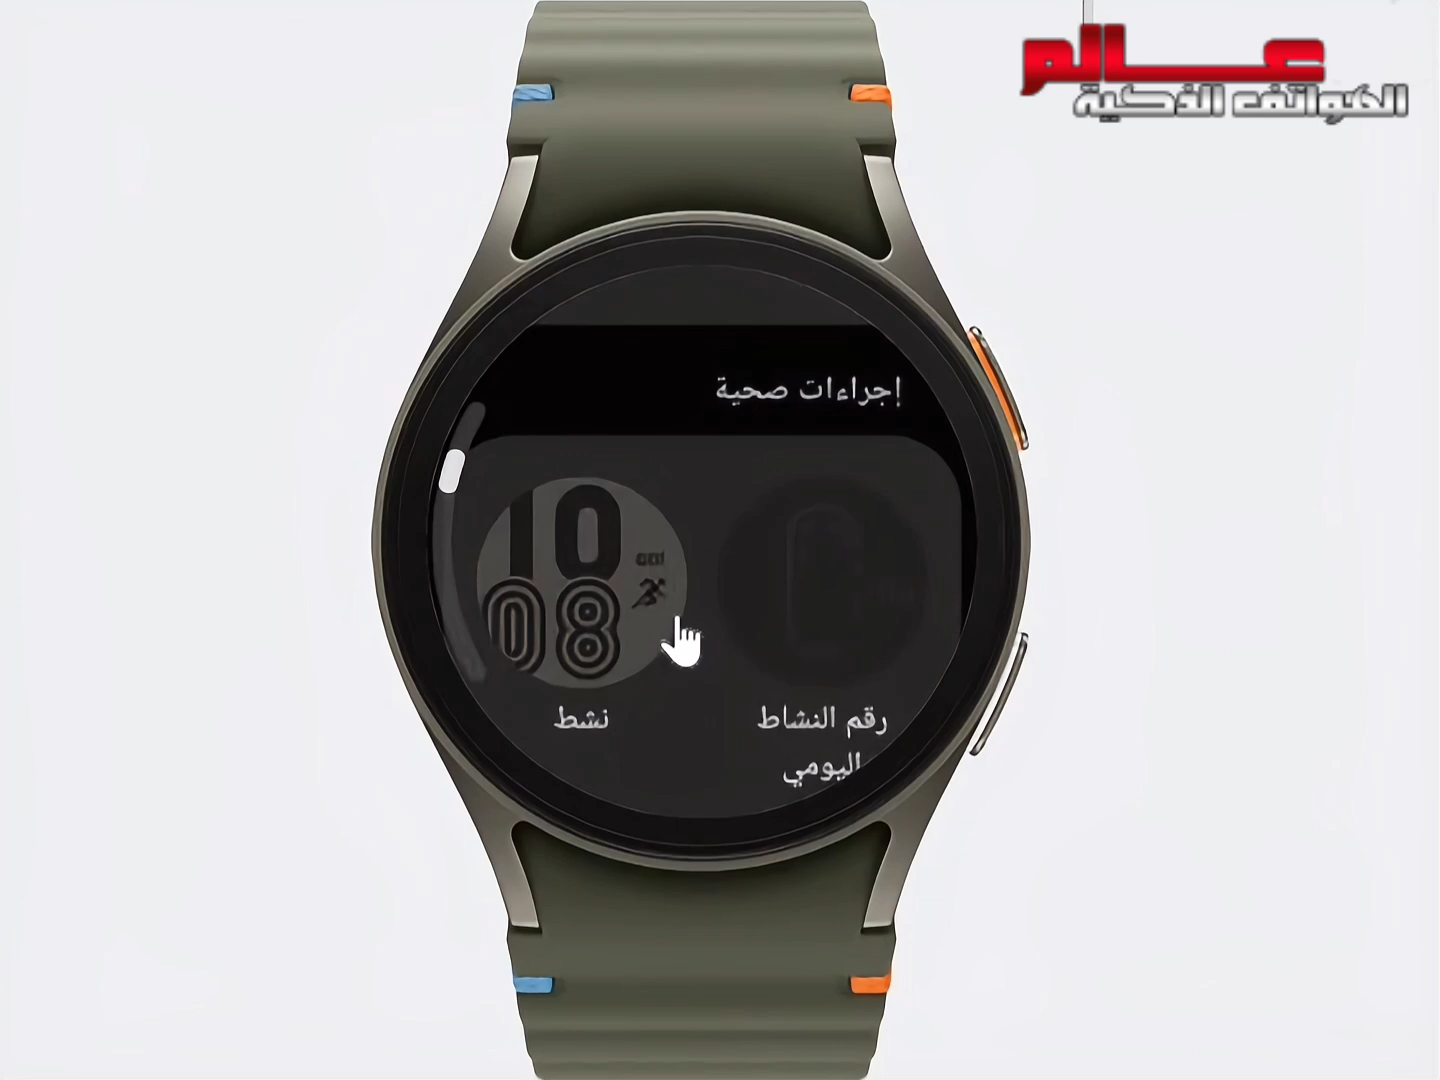 عالم
الهواتف الذكية
إجراءات صحية
10
08
نشط
رقم النشاط
اليومي